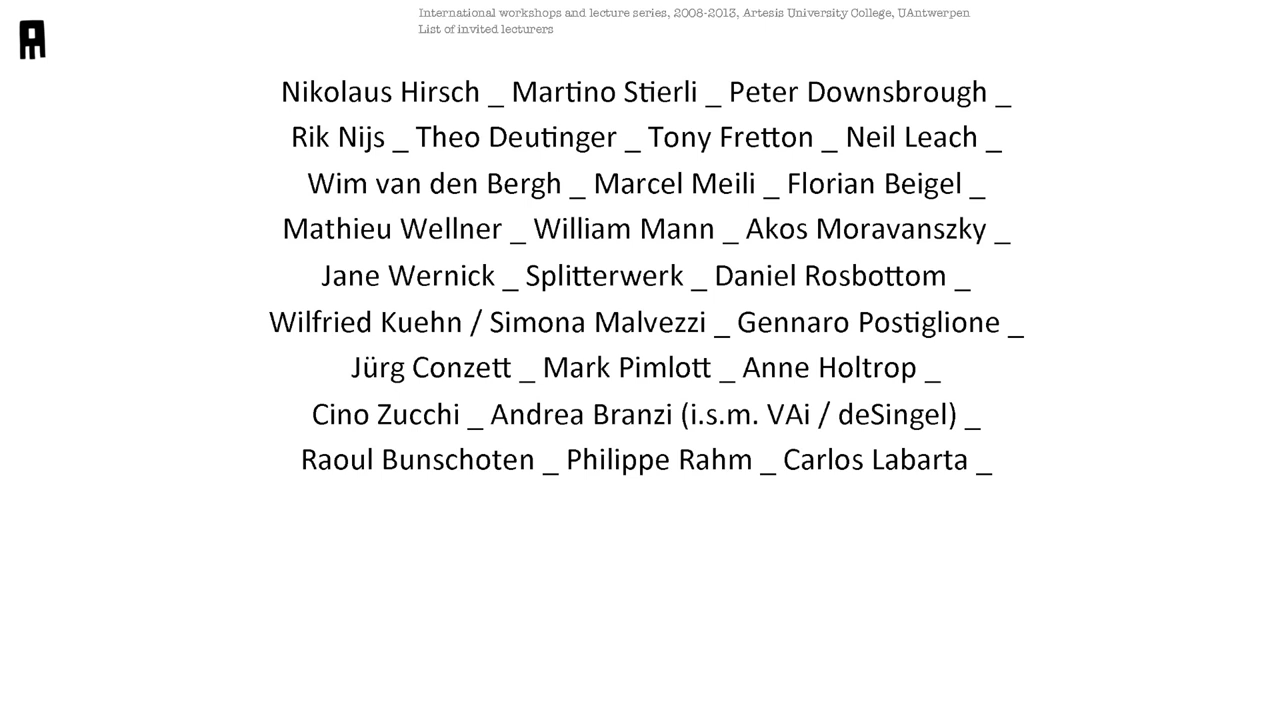 International workshops and lecture series, 2008-2013, Artesis University College, UAntwerpen
List of invited lecturers
Nikolaus Hirsch _ Martino Stierli _ Peter Downsbrough _
Rik Nijs _ Theo Deutinger _ Tony Fretton _ Neil Leach _
Wim van den Bergh _ Marcel Meili _ Florian Beigel _
Mathieu Wellner _ William Mann _ Akos Moravanszky _
Jane Wernick _ Splitterwerk _ Daniel Rosbottom _
Wilfried Kuehn / Simona Malvezzi _ Gennaro Postiglione _
Jürg Conzett _ Mark Pimlott _ Anne Holtrop _
Cino Zucchi _ Andrea Branzi (i.s.m. VAi / deSingel) _
Raoul Bunschoten _ Philippe Rahm _ Carlos Labarta _